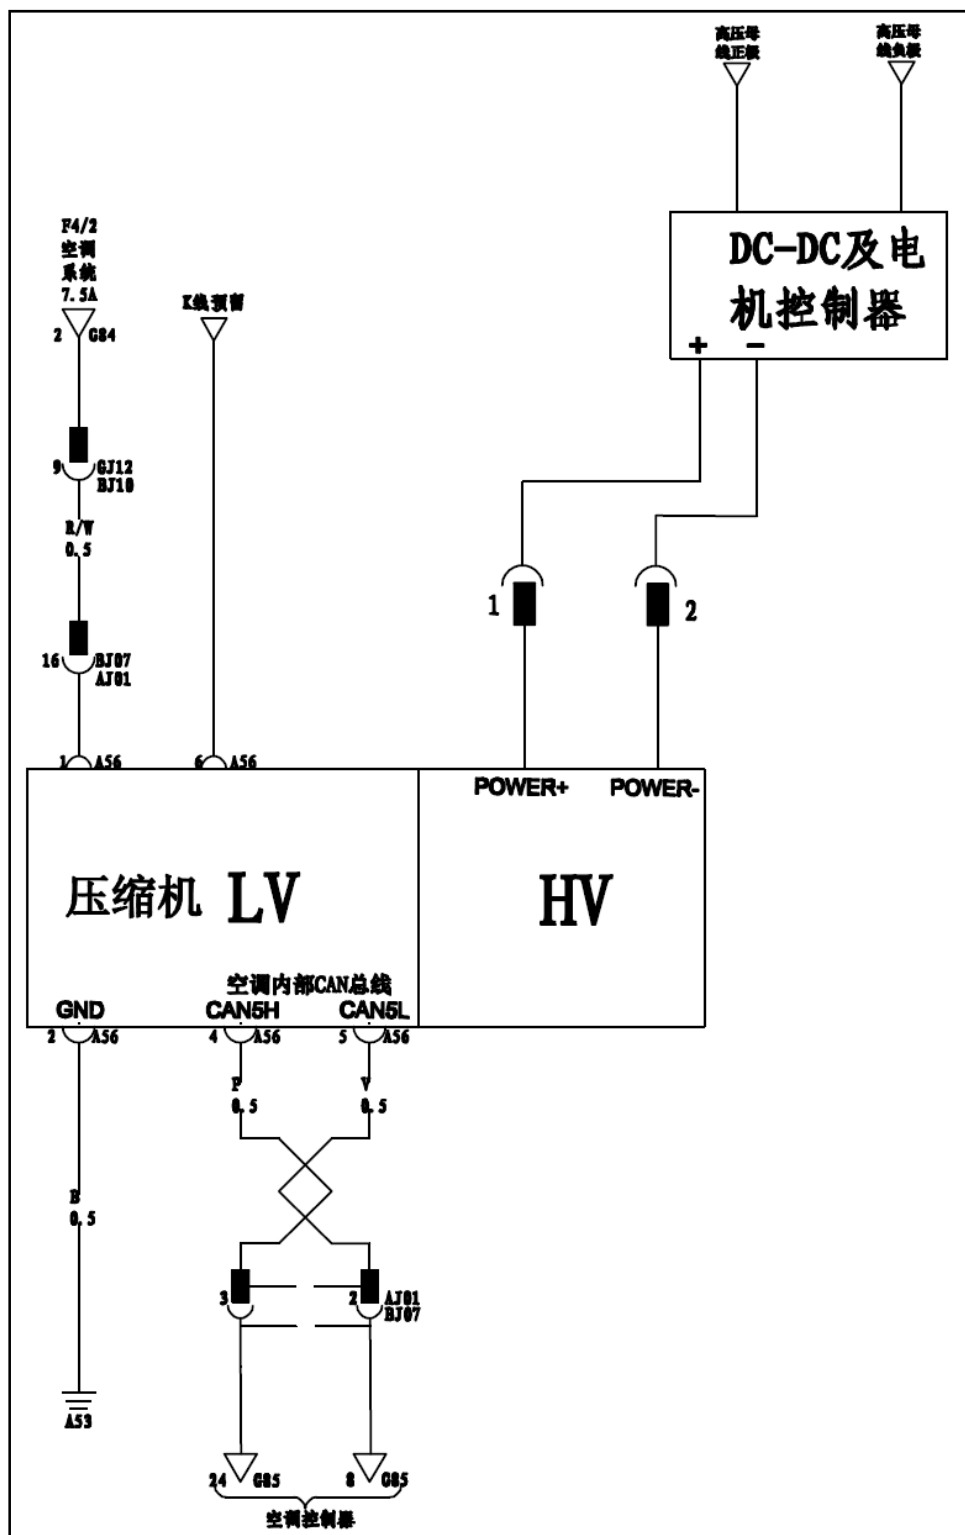 高压母
线正极
高压母
线负极
DC-DC及电
机控制器
+ -
F4/2
空调
系统
7.5A
2 G84
K线预留
9 GJ12
BJ10
R/W
0.5
1
2
16 BJ07
AJ01
1 A56
6 A56
POWER+ POWER-
压缩机 LV
HV
空调内部CAN总线
GND CAN5H CAN5L
2 A56
4 A56
5 A56
P
0.5
V
0.5
B
0.5
3
2 AJ01
BJ07
A53
24 G85
8 G85
空调控制器